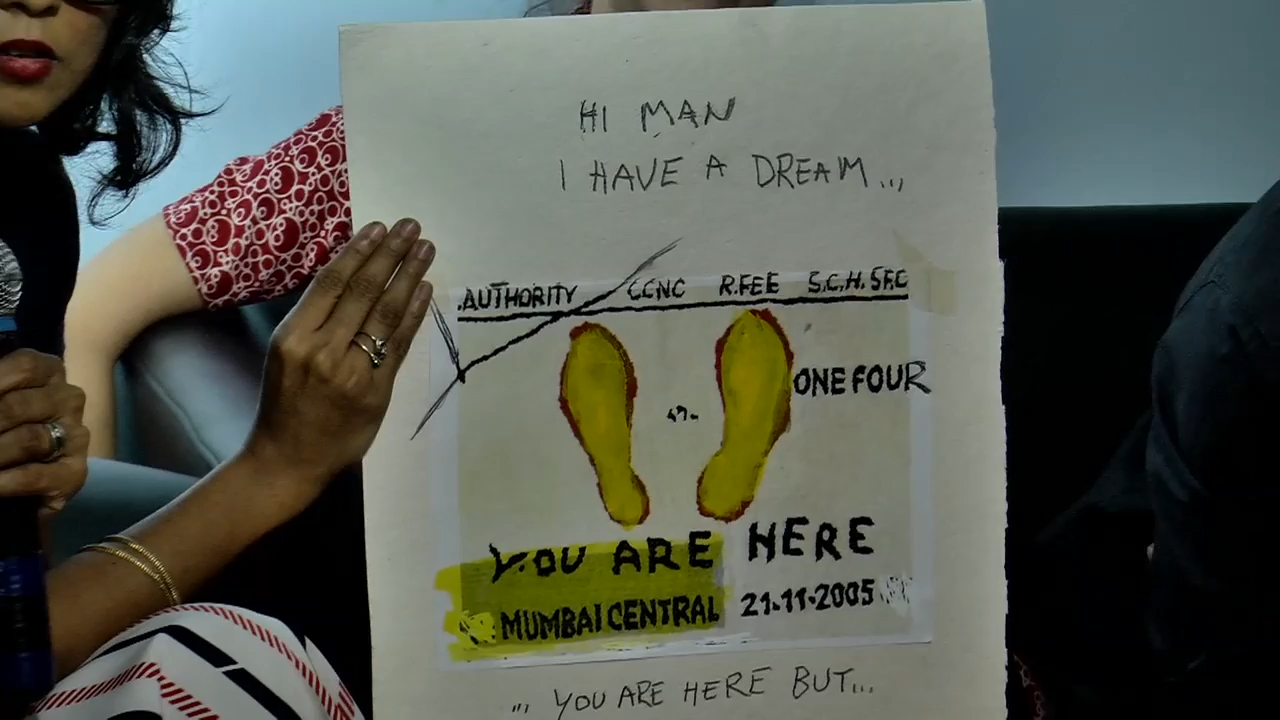 HI MAN
I HAVE A DREAM...
AUTHORITY CCNC R.FEE S.C.H. SFC
ONE FOUR
YOU ARE HERE
MUMBAI CENTRAL 21.11.2005
... YOU ARE HERE BUT...